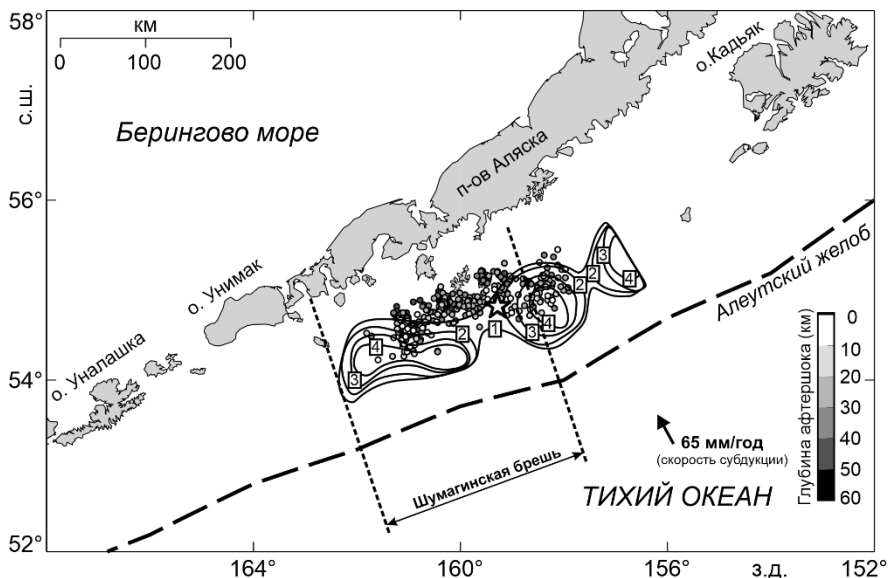 58°
км
0 100 200
с.ш.
о.Кадьяк
Берингово море
п-ов Аляска
56°
о. Унимак
о. Уналашка
Алеутский желоб
3
2
4
2
4
3
1
2
4
3
54°
Глубина афтершока (км)
0
10
20
30
40
50
60
65 мм/год
(скорость субдукции)
Шумагинская брешь
ТИХИЙ ОКЕАН
52°
164° 160° 156° з.д. 152°